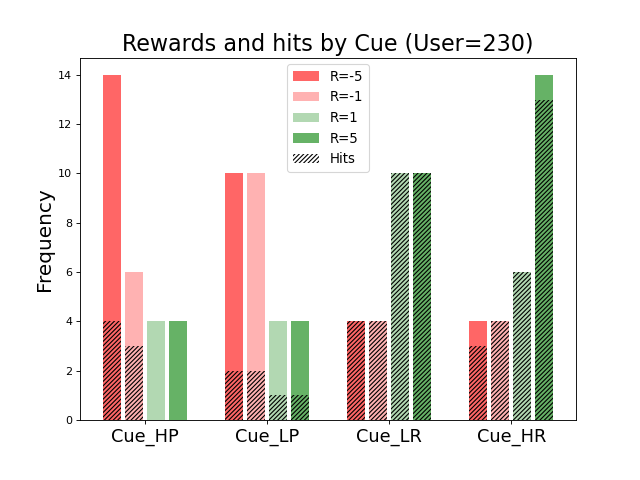 Rewards and hits by Cue (User=230)
R=-5
R=-1
R=1
R=5
Hits
Frequency
14
12
10
8
6
4
2
0
Cue_HP
Cue_LP
Cue_LR
Cue_HR